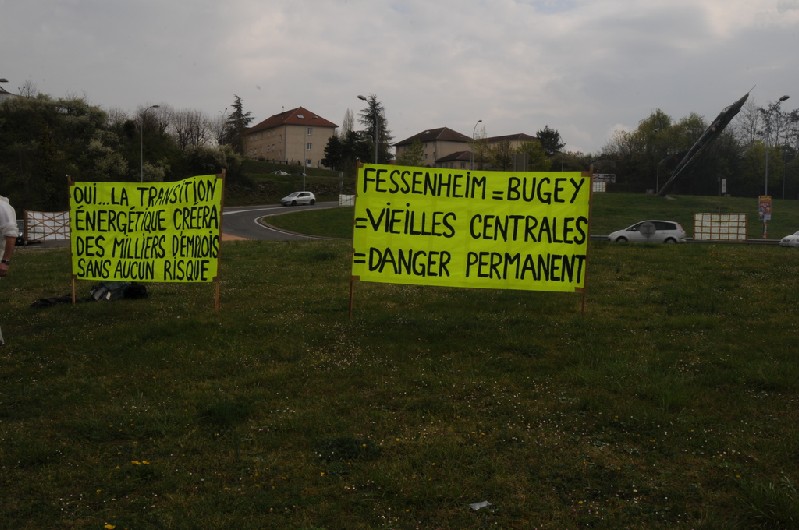 OUI...LA TRANSITION
ÉNERGÉTIQUE CRÉERA
DES MILLIERS D'EMPLOIS
SANS AUCUN RISQUE
FESSENHEIM = BUGEY
=VIEILLES CENTRALES
=DANGER PERMANENT